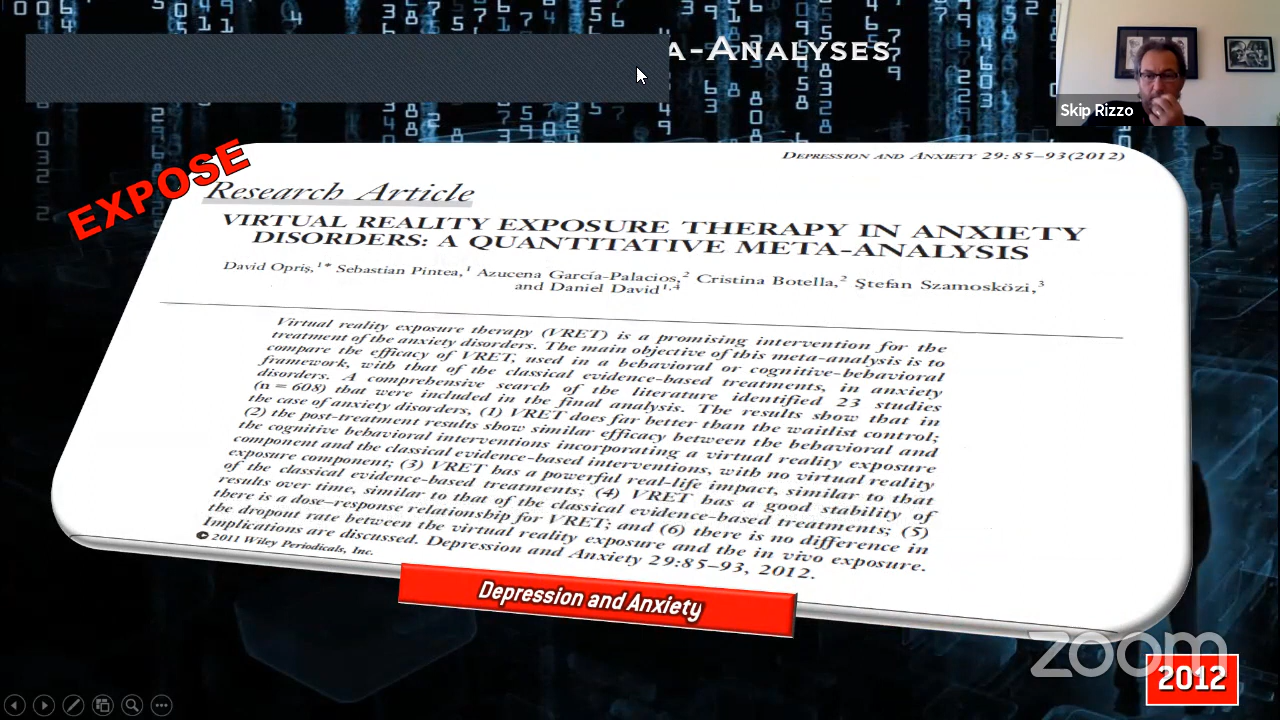 A-ANALYSES
Skip Rizzo
EXPOSE
DEPRESSION AND ANXIETY 29:85–93(2012)
Research Article
VIRTUAL REALITY EXPOSURE THERAPY IN ANXIETY
DISORDERS: A QUANTITATIVE META-ANALYSIS
David Opriş,1* Sebastian Pintea,1 Azucena García-Palacios,2 Cristina Botella,2 Ştefan Szamosközi,3
and Daniel David1,4
Virtual reality exposure therapy (VRET) is a promising intervention for the
treatment of the anxiety disorders. The main objective of this meta-analysis is to
compare the efficacy of VRET, used in a behavioral or cognitive-behavioral
framework, with that of the classical evidence-based treatments, in anxiety
disorders. A comprehensive search of the literature identified 23 studies
(n = 608) that were included in the final analysis. The results show that in
the case of anxiety disorders, (1) VRET does far better than the waitlist control;
(2) the post-treatment results show similar efficacy between the behavioral and
the cognitive behavioral interventions incorporating a virtual reality exposure
component and the classical evidence-based interventions, with no virtual reality
exposure component; (3) VRET has a powerful real-life impact, similar to that
of the classical evidence-based treatments; (4) VRET has a good stability of
results over time, similar to that of the classical evidence-based treatments; (5)
there is a dose–response relationship for VRET; and (6) there is no difference in
the dropout rate between the virtual reality exposure and the in vivo exposure.
Implications are discussed. Depression and Anxiety 29:85–93, 2012.
© 2011 Wiley Periodicals, Inc.
Depression and Anxiety
zoom
2012